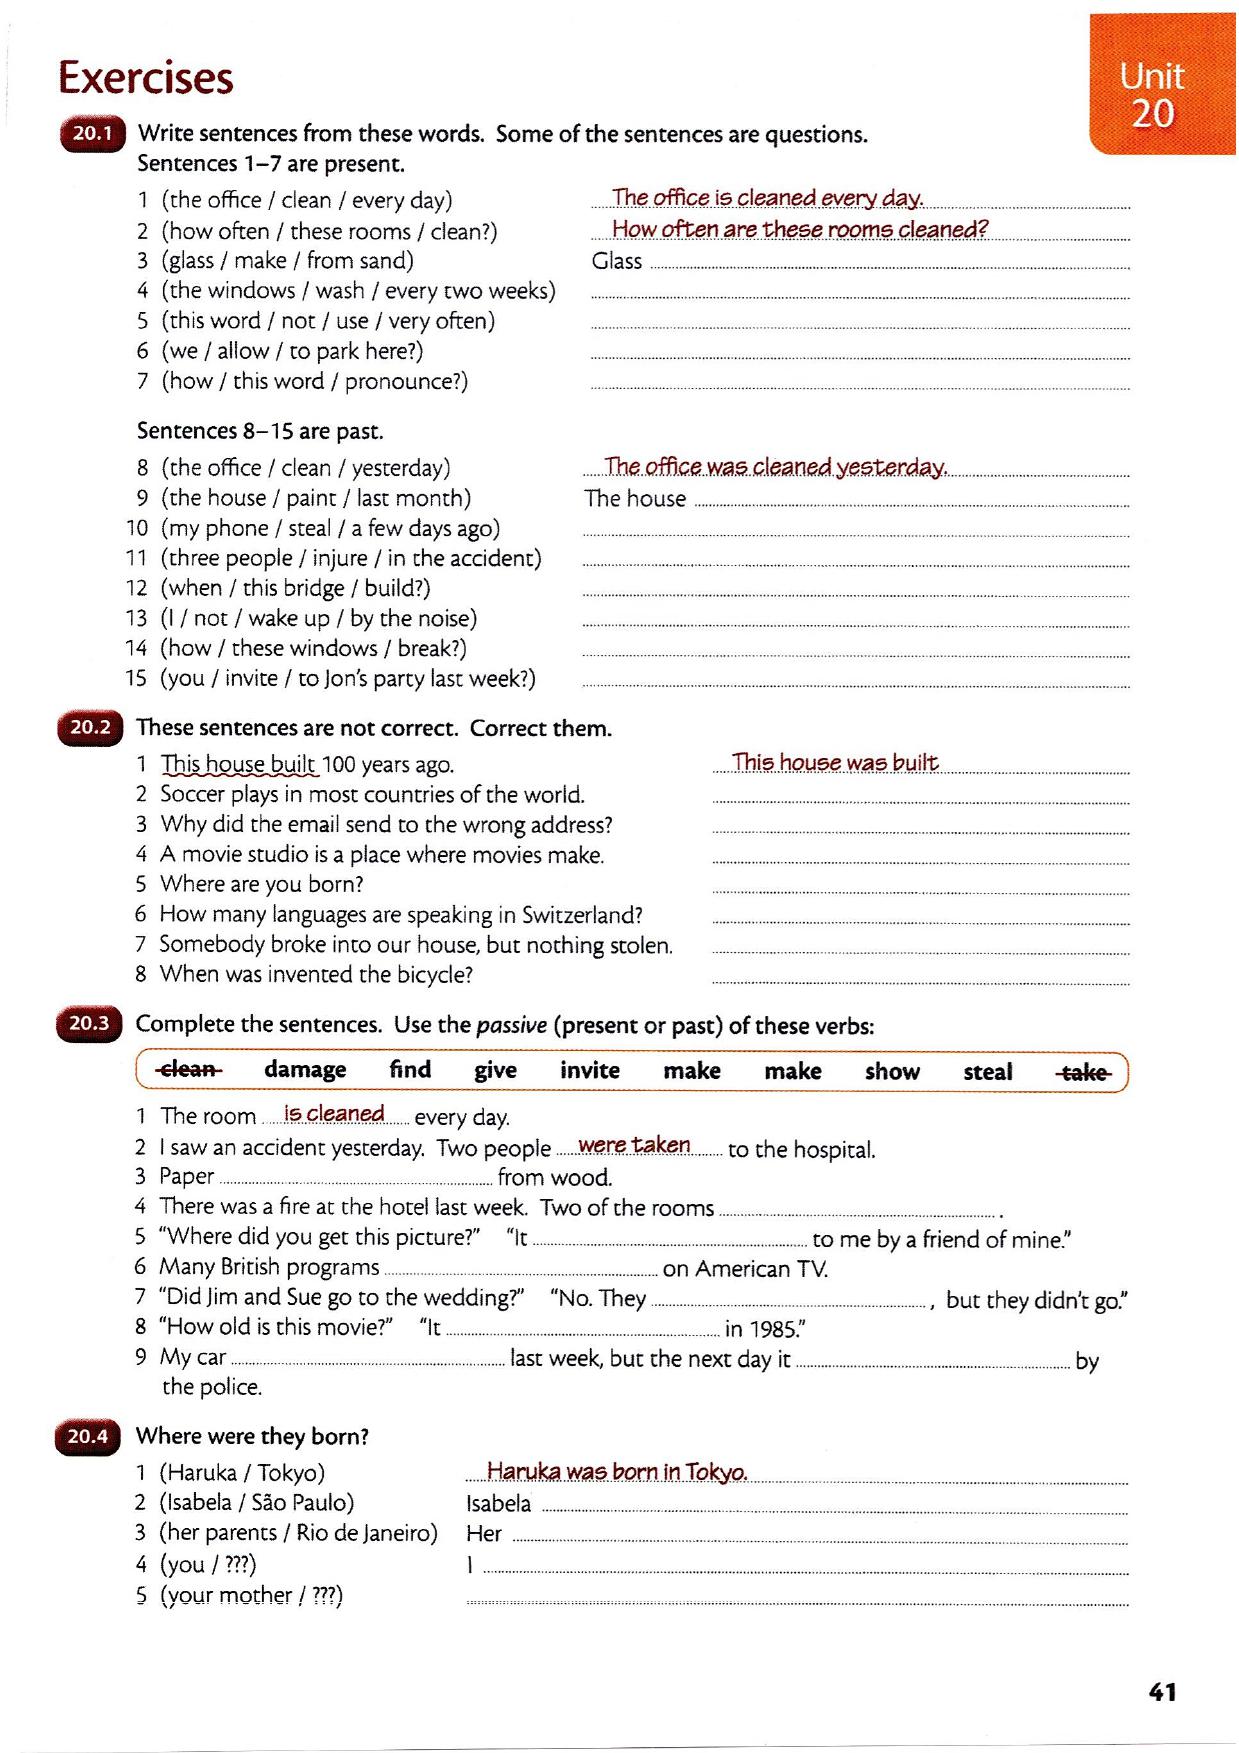 Exercises
Unit
20
20.1 Write sentences from these words. Some of the sentences are questions.
Sentences 1–7 are present.
1 (the office / clean / every day) The office is cleaned every day.
2 (how often / these rooms / clean?) How often are these rooms cleaned?
3 (glass / make / from sand) Glass
4 (the windows / wash / every two weeks)
5 (this word / not / use / very often)
6 (we / allow / to park here?)
7 (how / this word / pronounce?)
Sentences 8–15 are past.
8 (the office / clean / yesterday) The office was cleaned yesterday.
9 (the house / paint / last month) The house
10 (my phone / steal / a few days ago)
11 (three people / injure / in the accident)
12 (when / this bridge / build?)
13 (I / not / wake up / by the noise)
14 (how / these windows / break?)
15 (you / invite / to Jon's party last week?)
20.2 These sentences are not correct. Correct them.
1 This house built 100 years ago. This house was built
2 Soccer plays in most countries of the world.
3 Why did the email send to the wrong address?
4 A movie studio is a place where movies make.
5 Where are you born?
6 How many languages are speaking in Switzerland?
7 Somebody broke into our house, but nothing stolen.
8 When was invented the bicycle?
20.3 Complete the sentences. Use the passive (present or past) of these verbs:
clean damage find give invite make make show steal take
1 The room is cleaned every day.
2 I saw an accident yesterday. Two people were taken to the hospital.
3 Paper from wood.
4 There was a fire at the hotel last week. Two of the rooms .
5 "Where did you get this picture?" "It to me by a friend of mine."
6 Many British programs on American TV.
7 "Did Jim and Sue go to the wedding?" "No. They , but they didn't go."
8 "How old is this movie?" "It in 1985."
9 My car last week, but the next day it by
the police.
20.4 Where were they born?
1 (Haruka / Tokyo) Haruka was born in Tokyo.
2 (Isabela / São Paulo) Isabela
3 (her parents / Rio de Janeiro) Her
4 (you / ???) I
5 (your mother / ???)
41